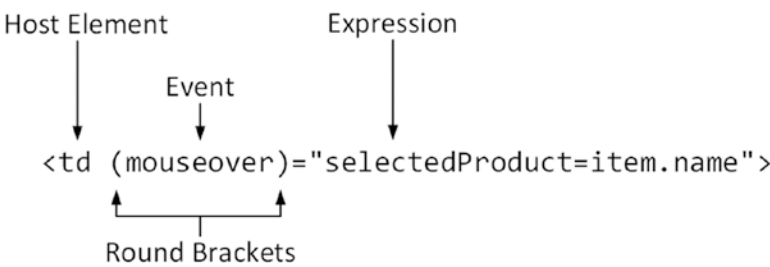 Host Element
Expression
Event
<td (mouseover)="selectedProduct=item.name">
Round Brackets